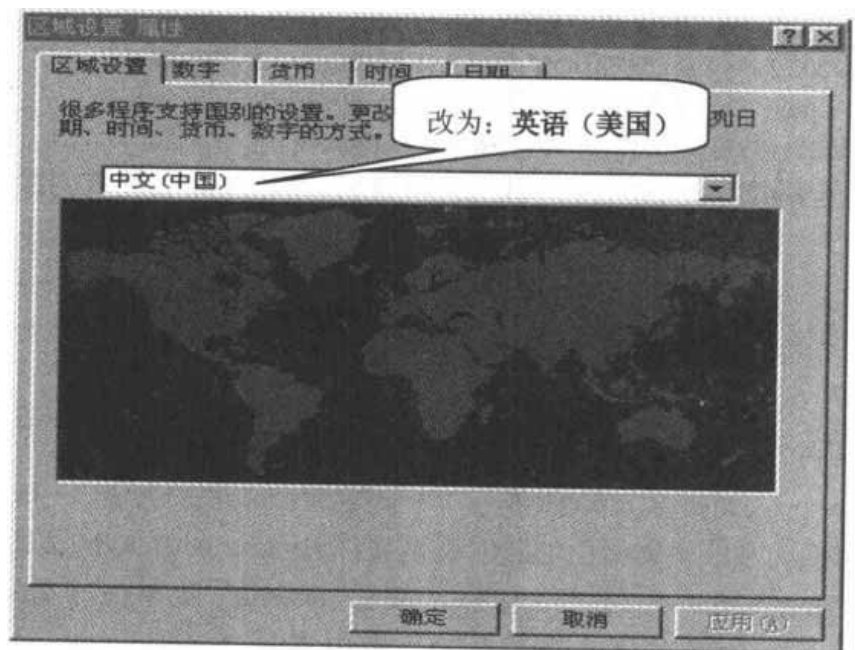 区域设置 属性
区域设置 数字 货币 时间 日期
很多程序支持国别的设置。更改
列日
期、时间、货币、数字的方式。
改为：英语（美国）
中文(中国)
确定 取消 应用(A)